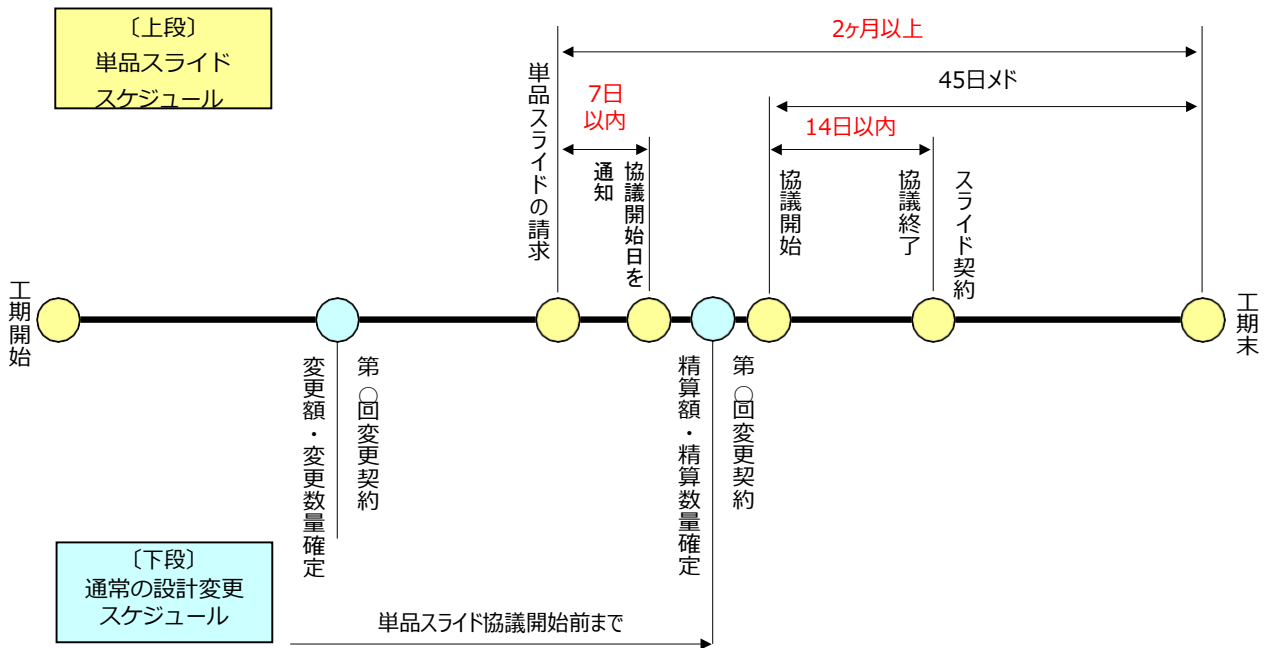 〔上段〕
単品スライド
スケジュール
2ヶ月以上
45日メド
7日
以内
14日以内
単品スライドの請求
協議開始日を
通知
協議開始
協議終了
スライド契約
工期開始
工期末
第○回変更契約
変更額・変更数量確定
第○回変更契約
精算額・精算数量確定
〔下段〕
通常の設計変更
スケジュール
単品スライド協議開始前まで